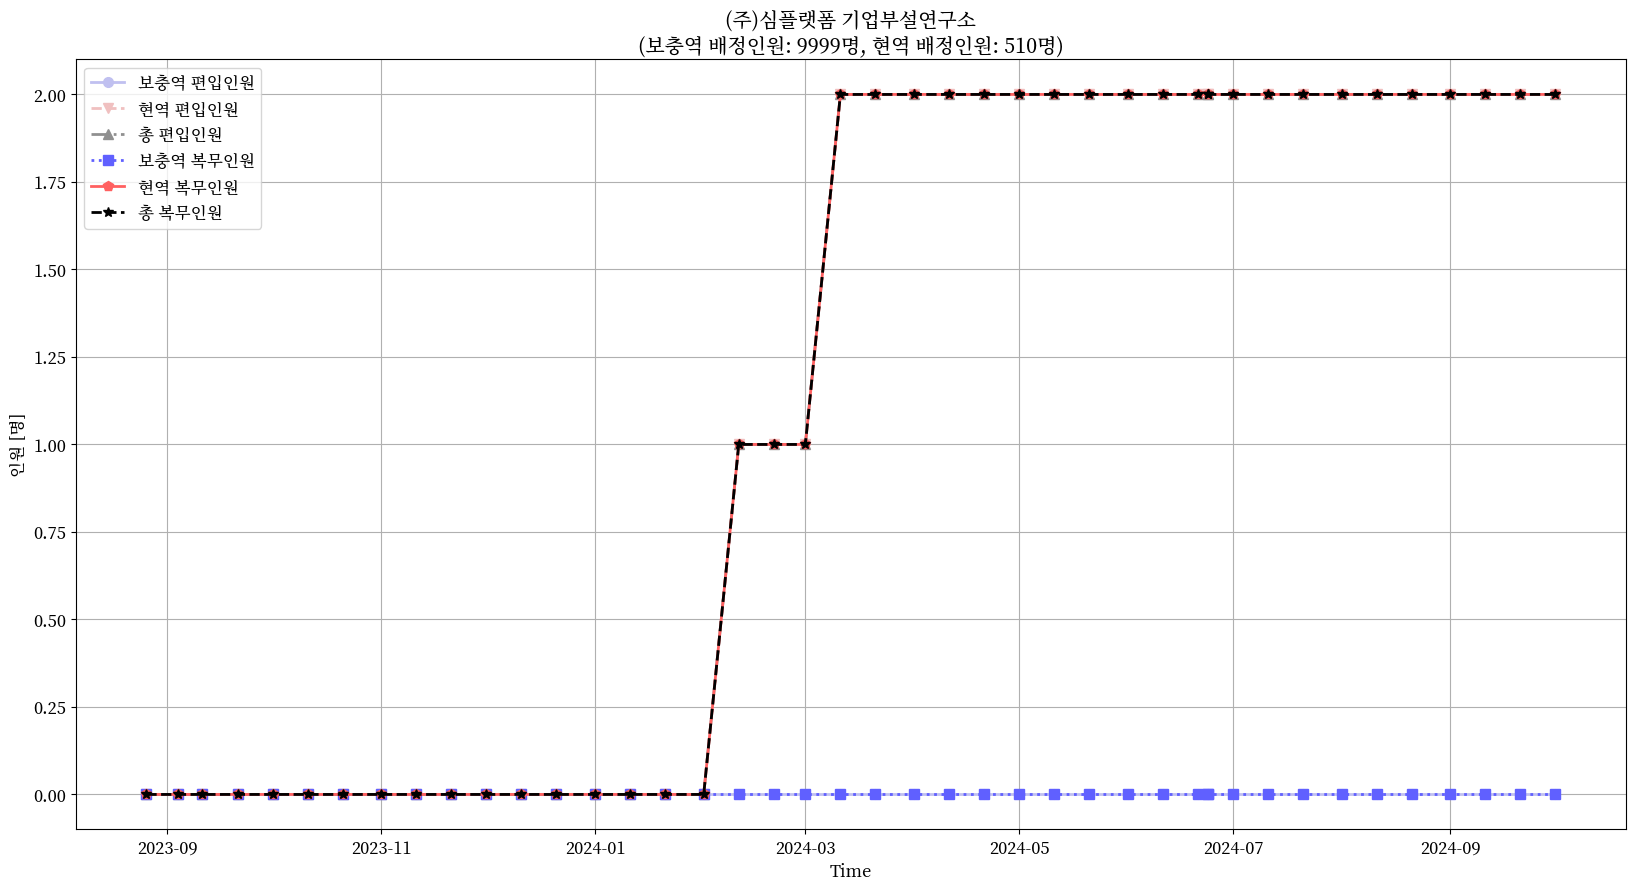 (주)심플랫폼 기업부설연구소
(보충역 배정인원: 9999명, 현역 배정인원: 510명)
보충역 편입인원
현역 편입인원
총 편입인원
보충역 복무인원
현역 복무인원
총 복무인원
2.00
1.75
1.50
1.25
1.00
0.75
0.50
0.25
0.00
인원 [명]
2023-09 2023-11 2024-01 2024-03 2024-05 2024-07 2024-09
Time